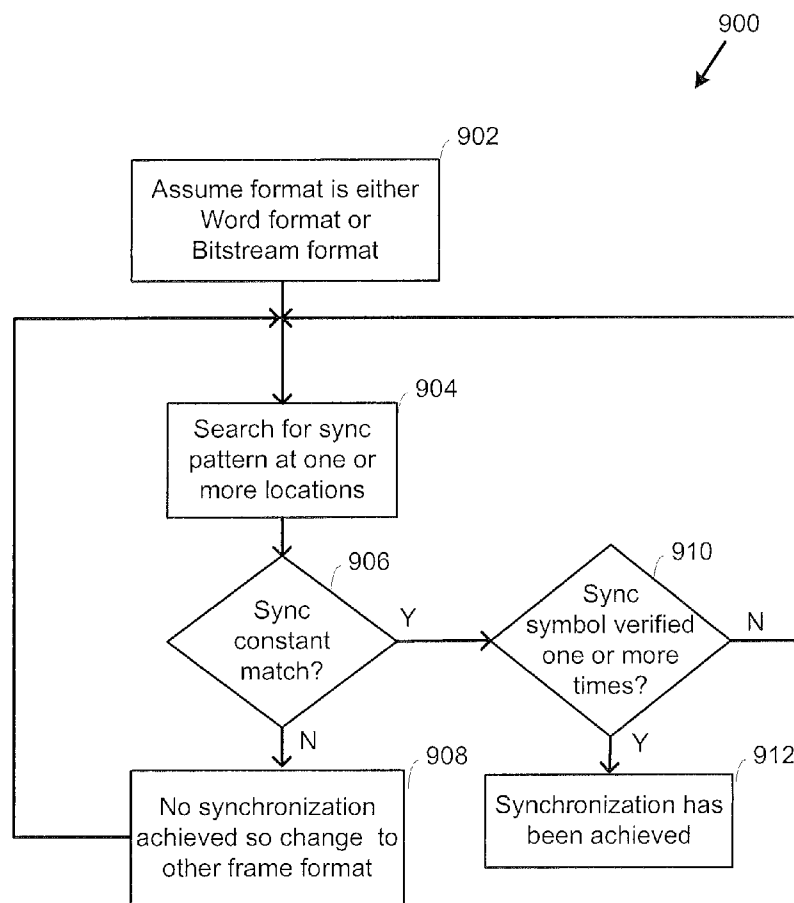 900
902
Assume format is either
Word format or
Bitstream format
904
Search for sync
pattern at one or
more locations
906
Sync
constant
match?
Y
N
910
Sync
symbol verified
one or more
times?
N
Y
908
No synchronization
achieved so change to
other frame format
912
Synchronization has
been achieved